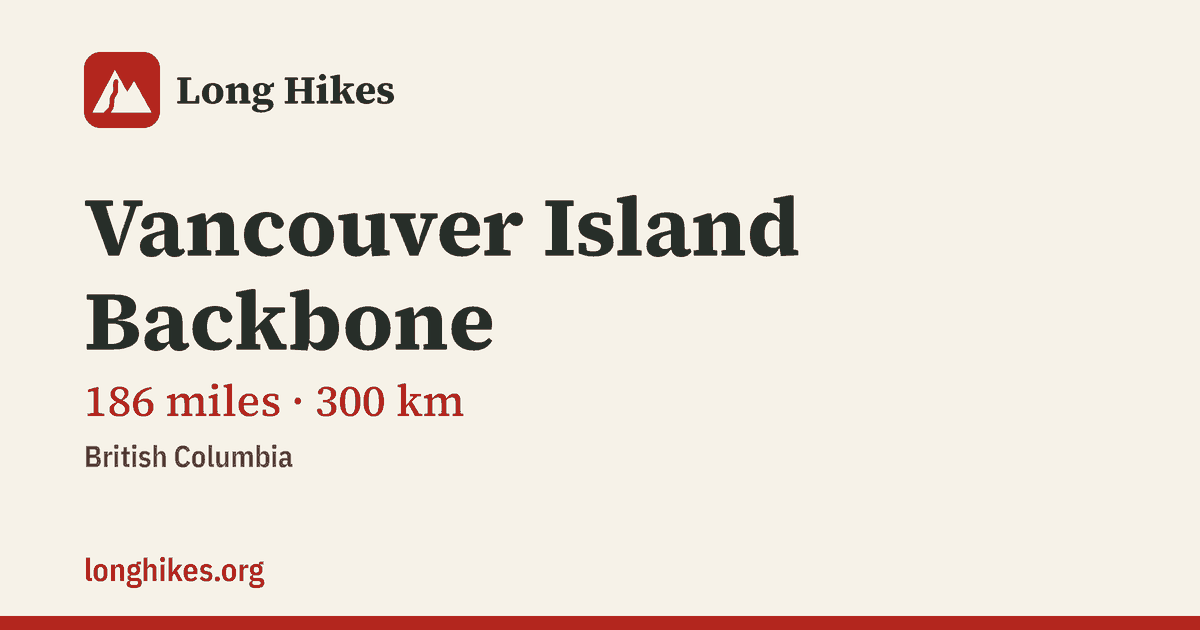 Long Hikes
Vancouver Island
Backbone
186 miles · 300 km
British Columbia
longhikes.org